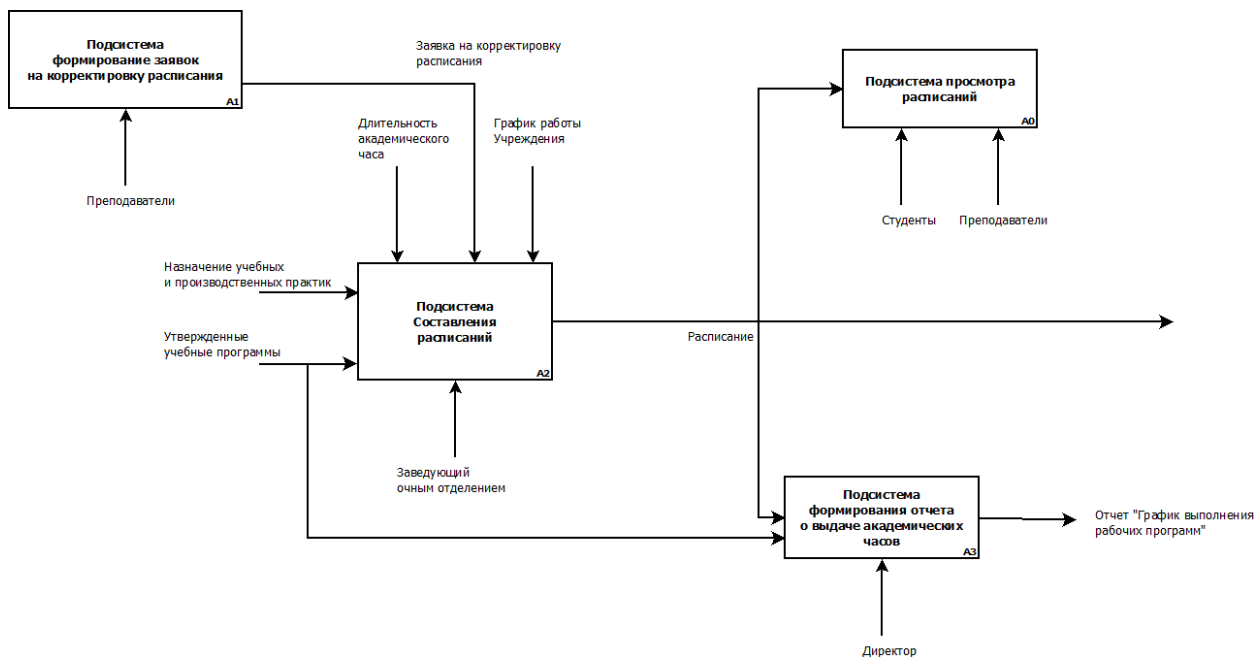 Подсистема
формирование заявок
на корректировку расписания
A1
Заявка на корректировку
расписания
Подсистема просмотра
расписаний
A0
Длительность
академического
часа
График работы
Учреждения
Преподаватели
Студенты
Преподаватели
Назначение учебных
и производственных практик
Подсистема
Составления
расписаний
A2
Утвержденные
учебные программы
Расписание
Заведующий
очным отделением
Подсистема
формирования отчета
о выдаче академических
часов
A3
Отчет "График выполнения
рабочих программ"
Директор